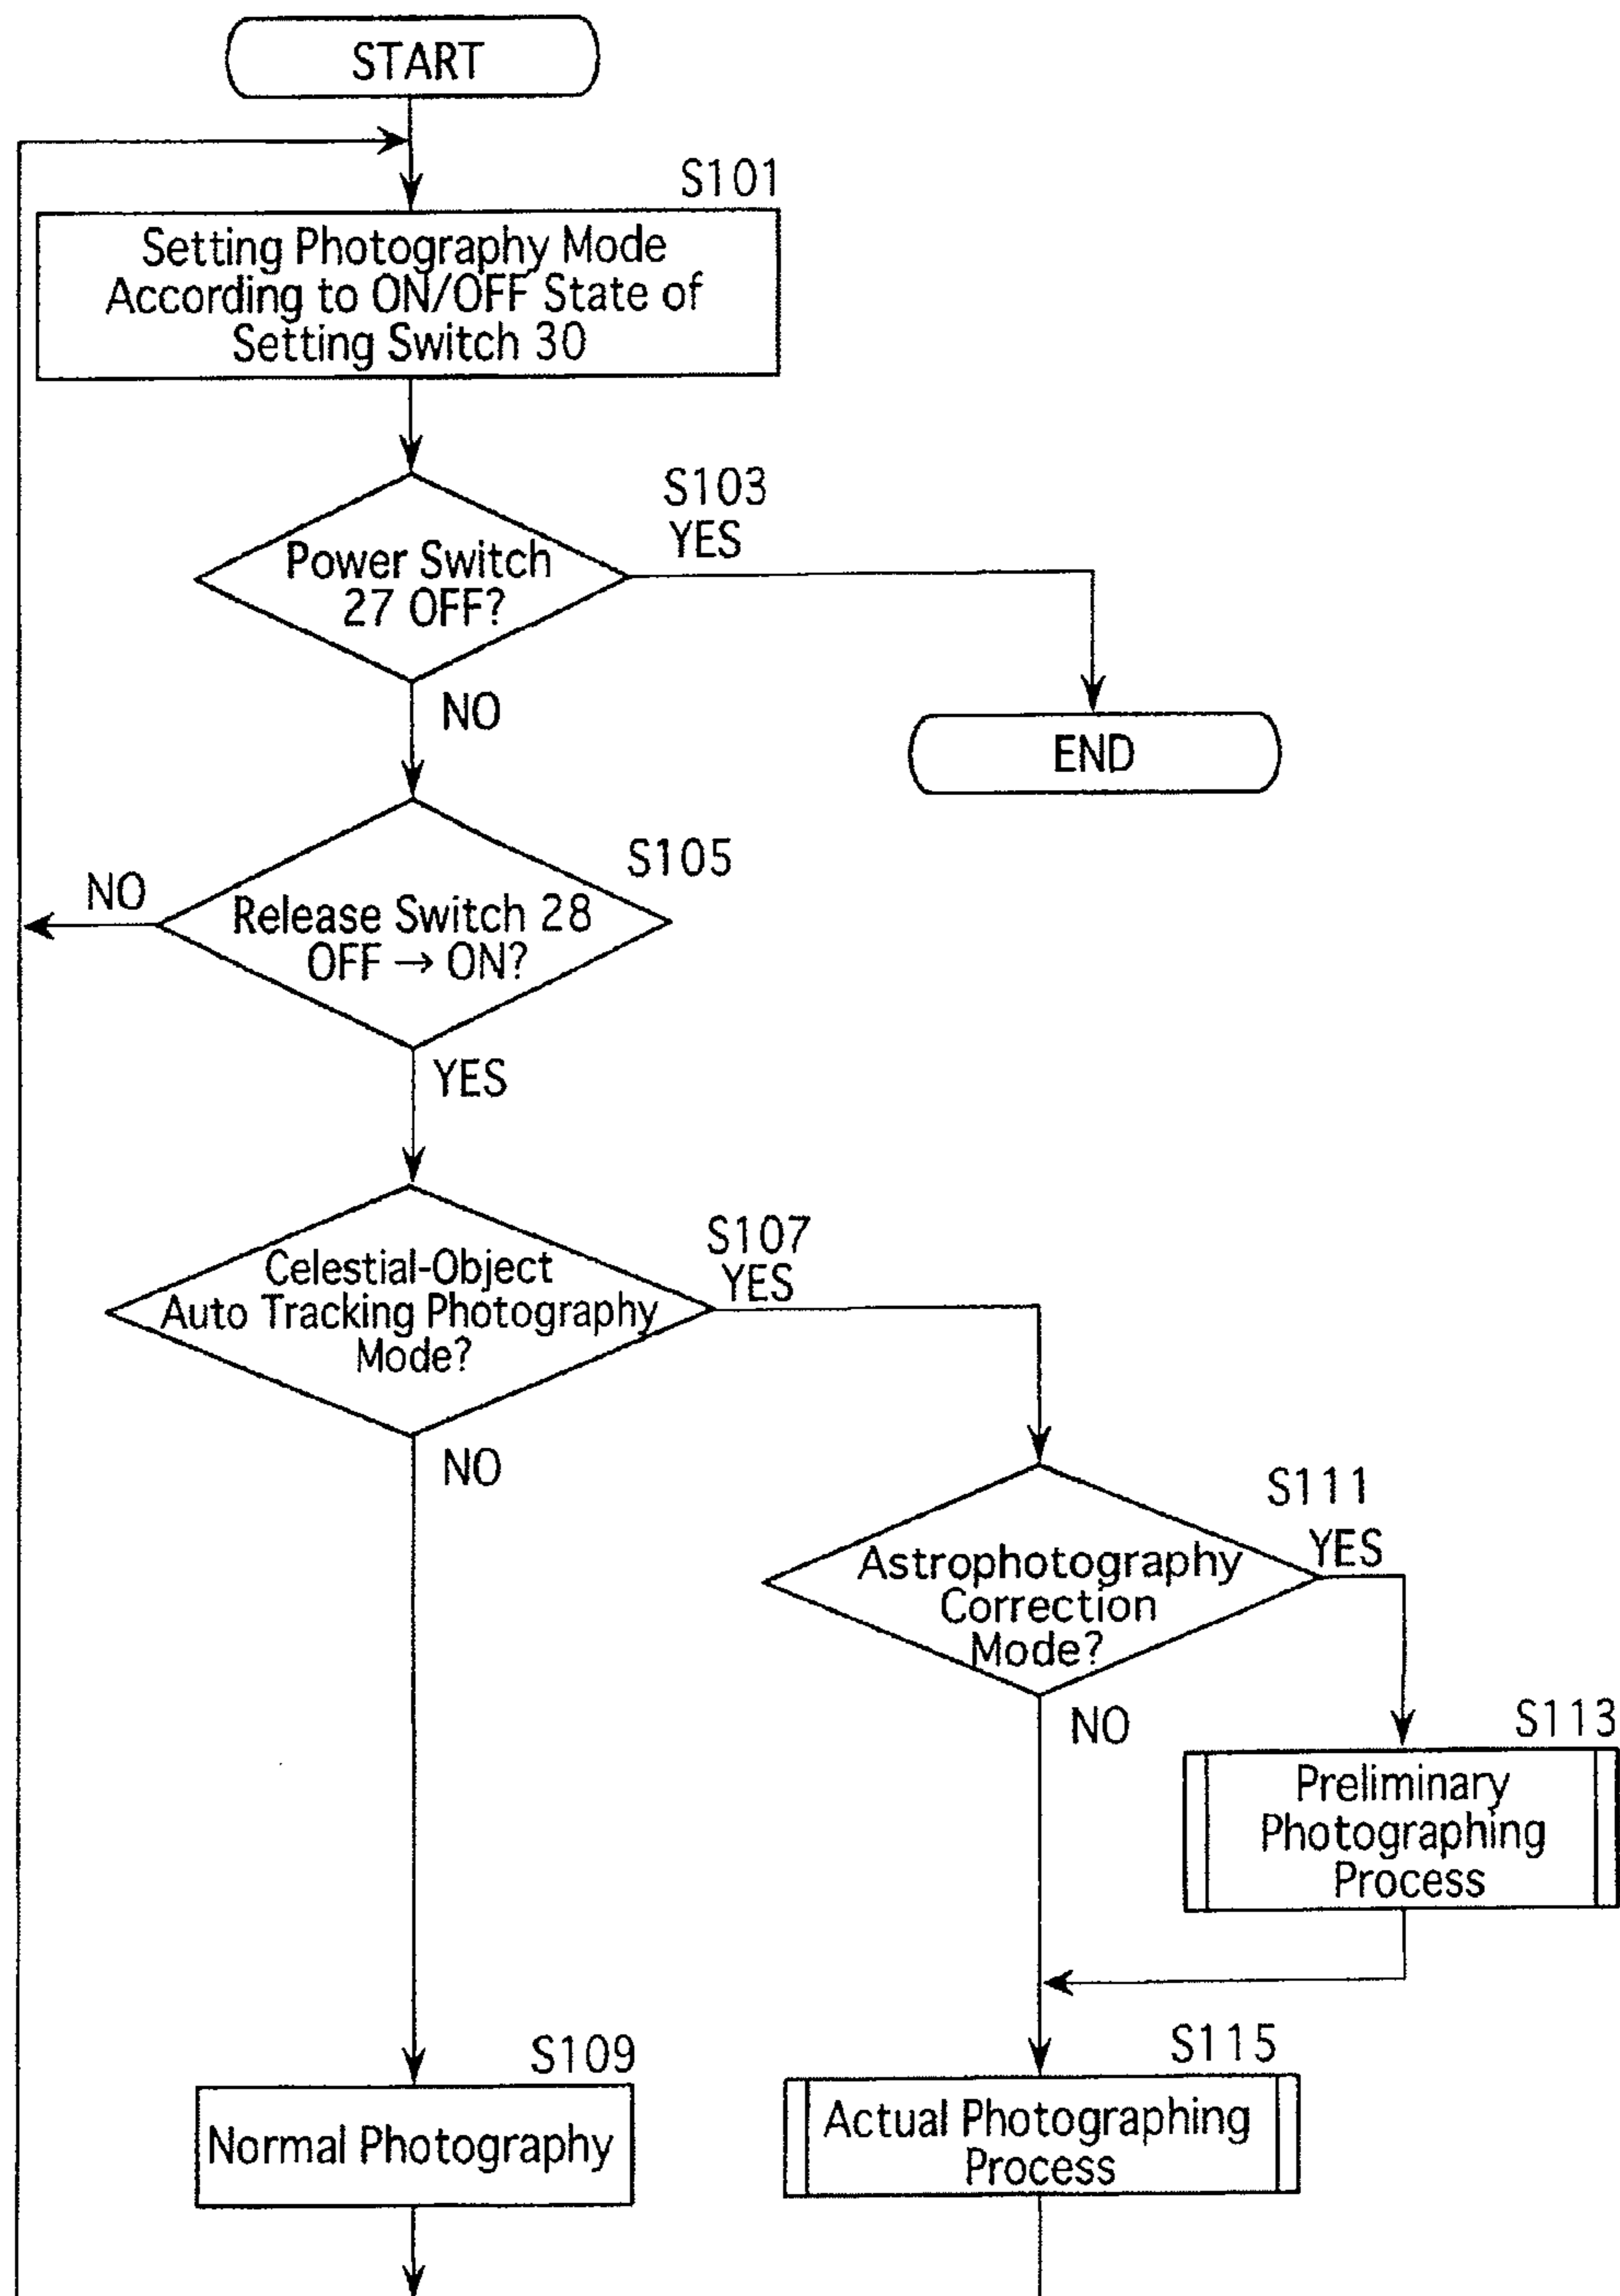 START
S101
Setting Photography Mode
According to ON/OFF State of
Setting Switch 30
S103
YES
Power Switch
27 OFF?
NO
END
S105
NO
Release Switch 28
OFF → ON?
YES
S107
YES
Celestial-Object
Auto Tracking Photography
Mode?
NO
S111
YES
Astrophotography
Correction
Mode?
NO
S113
Preliminary
Photographing
Process
S109
Normal Photography
S115
Actual Photographing
Process